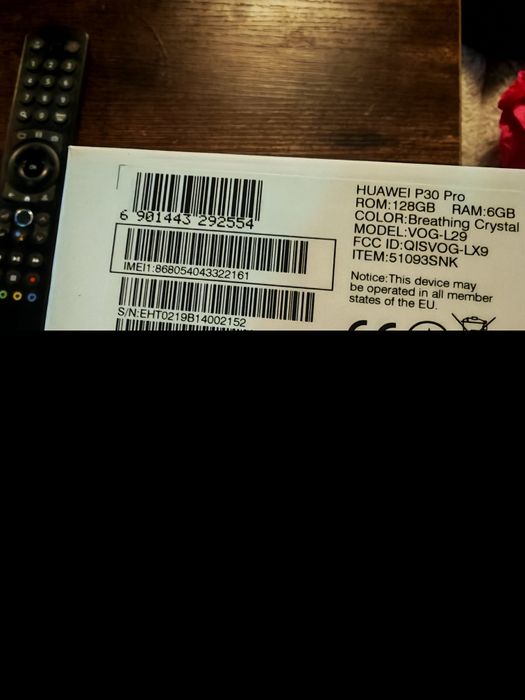 6 901443 292554
IMEI1:868054043322161
S/N:EHT0219B14002152
HUAWEI P30 Pro
ROM:128GB RAM:6GB
COLOR:Breathing Crystal
MODEL:VOG-L29
FCC ID:QISVOG-LX9
ITEM:51093SNK
Notice:This device may
be operated in all member
states of the EU.
CE